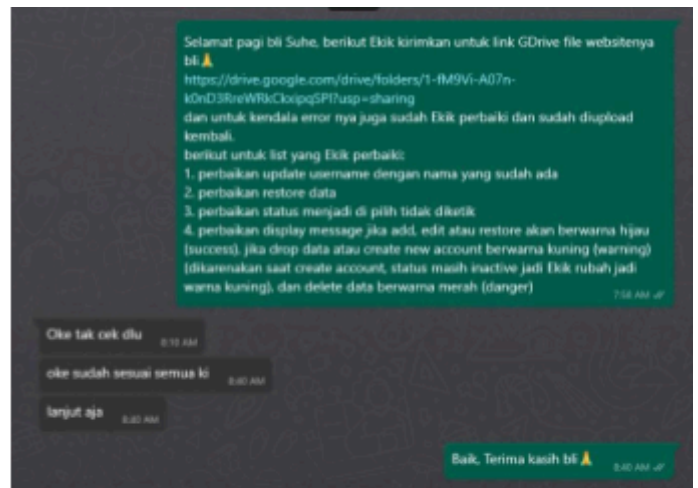 Selamat pagi bli Suhe, berikut Ekik kirimkan untuk link GDrive file websitenya
bli🙏
https://drive.google.com/drive/folders/1-fM9Vi-A07n-
dan untuk kendala error nya juga sudah Ekik perbaiki dan sudah diupload
kembali.
berikut untuk list yang Ekik perbaiki:
1. perbaikan update username dengan nama yang sudah ada
2. perbaikan restore data
3. perbaikan status menjadi di pilih tidak diketik
4. perbaikan display message jika add, edit atau restore akan berwarna hijau
(success), jika drop data atau create new account berwarna kuning (warning)
(dikarenakan saat create account, status masih inactive jadi Ekik rubah jadi
warna kuning), dan delete data berwarna merah (danger)
7:58 AM
Oke tak cek dlu
8:10 AM
oke sudah sesuai semua ki
8:40 AM
lanjut aja
8:40 AM
Baik, Terima kasih bli🙏
8:40 AM